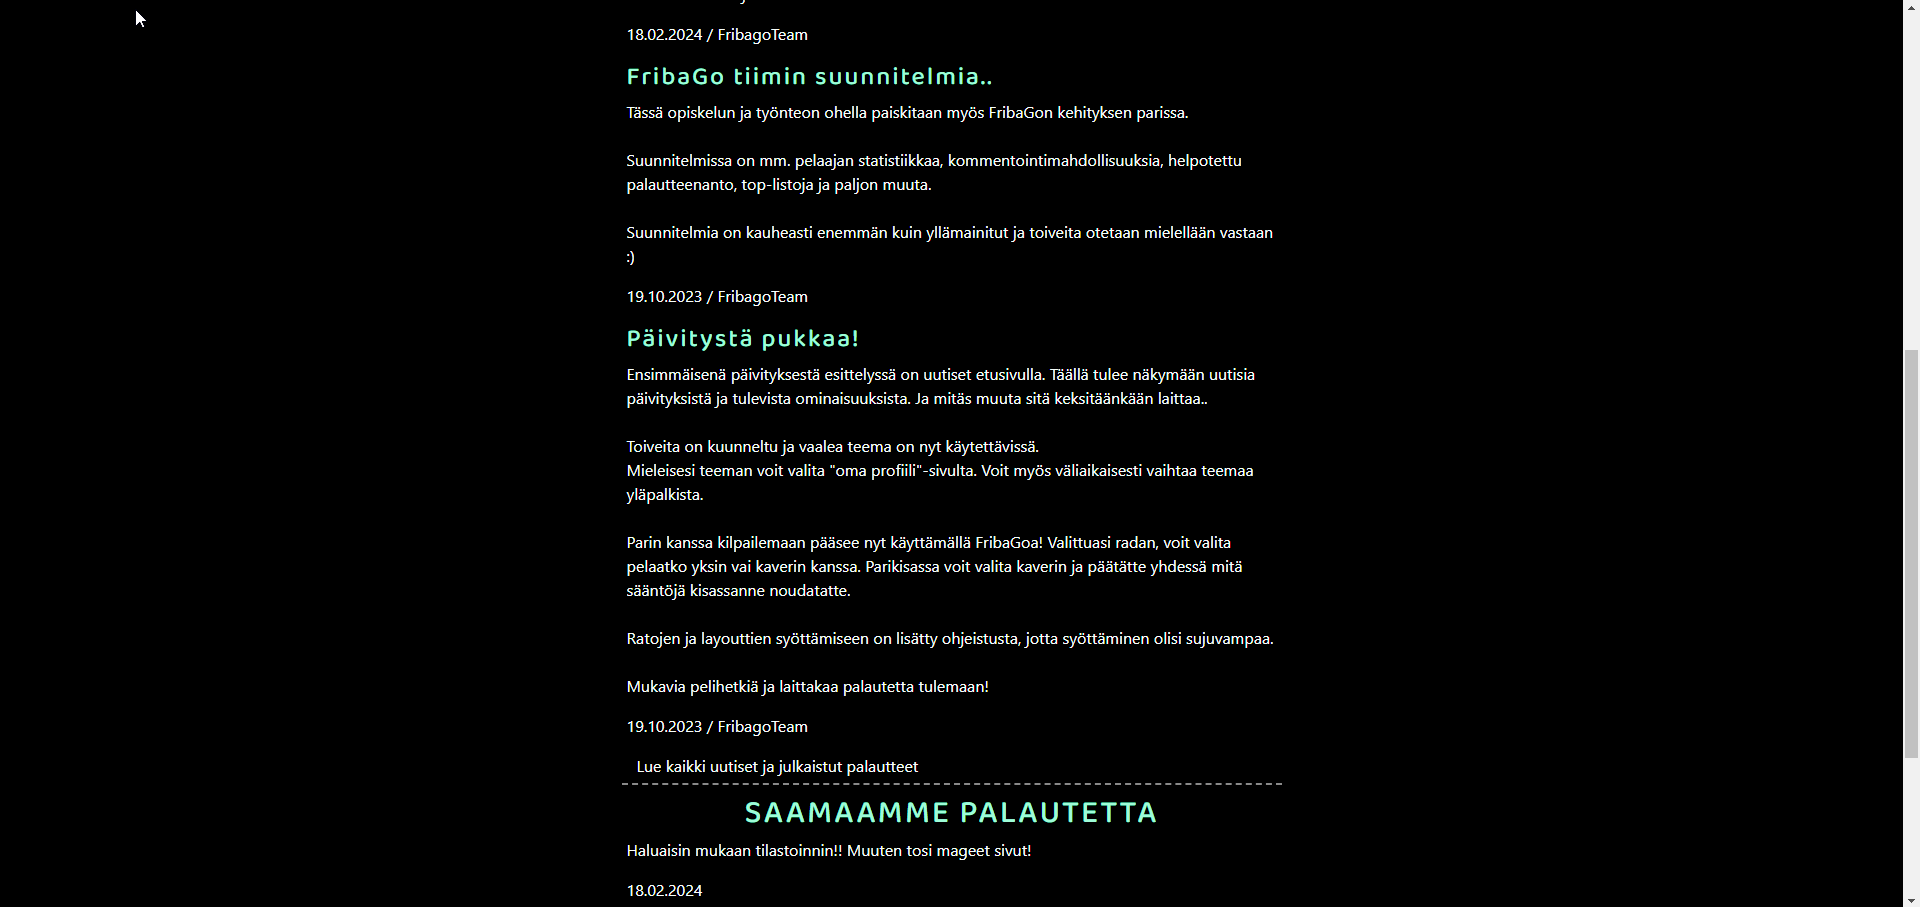 18.02.2024 / FribagoTeam
FribaGo tiimin suunnitelmia..
Tässä opiskelun ja työnteon ohella paiskitaan myös FribaGon kehityksen parissa.
Suunnitelmissa on mm. pelaajan statistiikkaa, kommentointimahdollisuuksia, helpotettu
palautteenanto, top-listoja ja paljon muuta.
Suunnitelmia on kauheasti enemmän kuin yllämainitut ja toiveita otetaan mielellään vastaan
:)
19.10.2023 / FribagoTeam
Päivitystä pukkaa!
Ensimmäisenä päivityksestä esittelyssä on uutiset etusivulla. Täällä tulee näkymään uutisia
päivityksistä ja tulevista ominaisuuksista. Ja mitäs muuta sitä keksitäänkään laittaa..
Toiveita on kuunneltu ja vaalea teema on nyt käytettävissä.
Mieleisesi teeman voit valita "oma profiili"-sivulta. Voit myös väliaikaisesti vaihtaa teemaa
yläpalkista.
Parin kanssa kilpailemaan pääsee nyt käyttämällä FribaGoa! Valittuasi radan, voit valita
pelaatko yksin vai kaverin kanssa. Parikisassa voit valita kaverin ja päätätte yhdessä mitä
sääntöjä kisassanne noudatatte.
Ratojen ja layouttien syöttämiseen on lisätty ohjeistusta, jotta syöttäminen olisi sujuvampaa.
Mukavia pelihetkiä ja laittakaa palautetta tulemaan!
19.10.2023 / FribagoTeam
Lue kaikki uutiset ja julkaistut palautteet
SAAMAAMME PALAUTETTA
Haluaisin mukaan tilastoinnin!! Muuten tosi mageet sivut!
18.02.2024